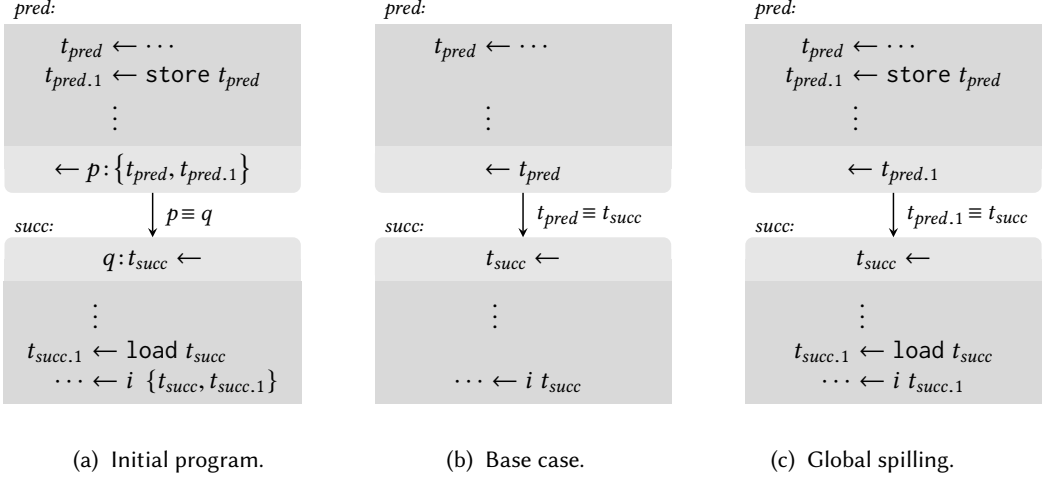 pred:
t_pred ← ⋯
t_pred.1 ← store t_pred
⋮
← p:{t_pred, t_pred.1}
p ≡ q
succ:
q:t_succ ←
⋮
t_succ.1 ← load t_succ
⋯ ← i {t_succ, t_succ.1}
(a) Initial program.
pred:
t_pred ← ⋯
⋮
← t_pred
t_pred ≡ t_succ
succ:
t_succ ←
⋮
⋯ ← i t_succ
(b) Base case.
pred:
t_pred ← ⋯
t_pred.1 ← store t_pred
⋮
← t_pred.1
t_pred.1 ≡ t_succ
succ:
t_succ ←
⋮
t_succ.1 ← load t_succ
⋯ ← i t_succ.1
(c) Global spilling.